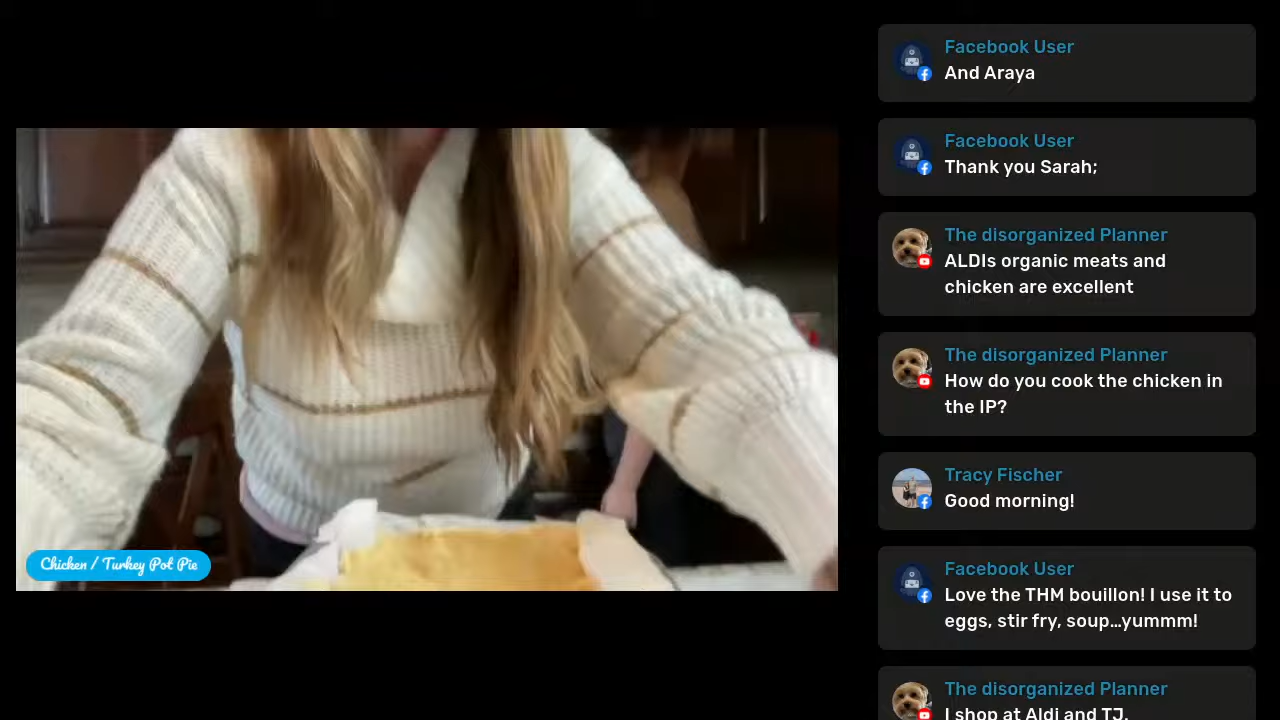 Chicken / Turkey Pot Pie
Facebook User
And Araya
Facebook User
Thank you Sarah;
The disorganized Planner
ALDIs organic meats and
chicken are excellent
The disorganized Planner
How do you cook the chicken in
the IP?
Tracy Fischer
Good morning!
Facebook User
Love the THM bouillon! I use it to
eggs, stir fry, soup...yummm!
The disorganized Planner
I shop at Aldi and TJ.